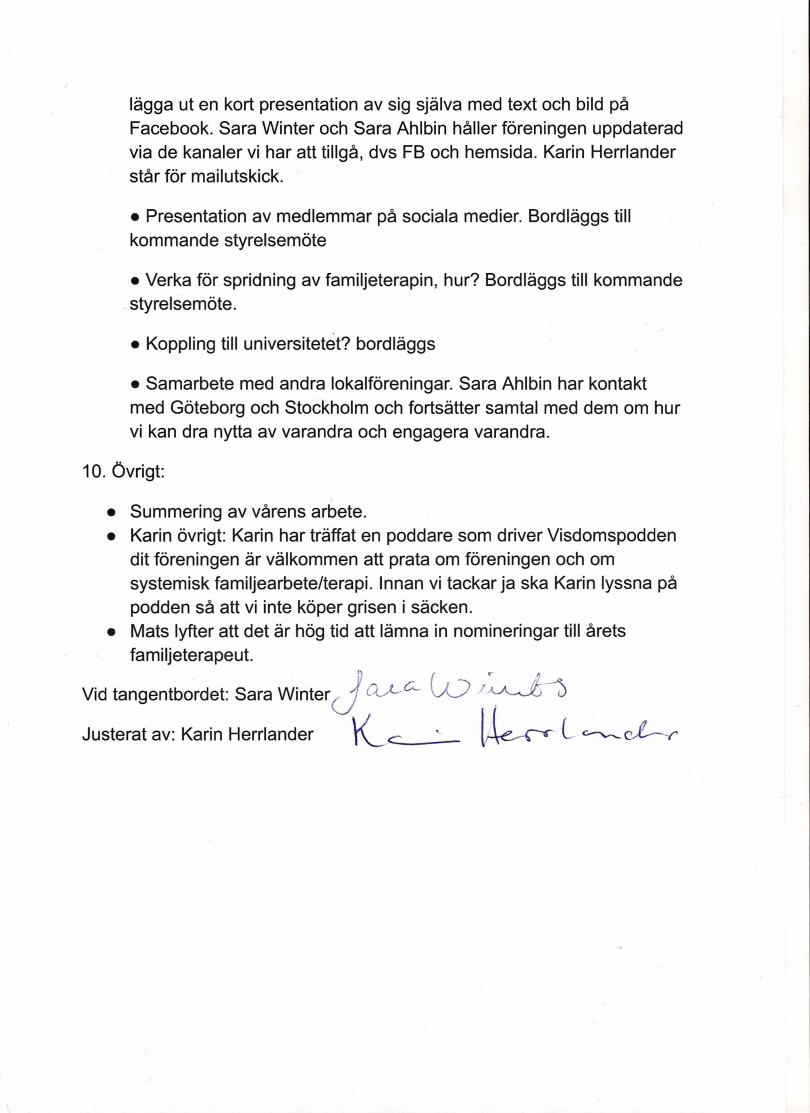 lägga ut en kort presentation av sig själva med text och bild på
Facebook. Sara Winter och Sara Ahlbin håller föreningen uppdaterad
via de kanaler vi har att tillgå, dvs FB och hemsida. Karin Herrlander
står för mailutskick.
● Presentation av medlemmar på sociala medier. Bordläggs till
kommande styrelsemöte
● Verka för spridning av familjeterapin, hur? Bordläggs till kommande
styrelsemöte.
● Koppling till universitetet? bordläggs
● Samarbete med andra lokalföreningar. Sara Ahlbin har kontakt
med Göteborg och Stockholm och fortsätter samtal med dem om hur
vi kan dra nytta av varandra och engagera varandra.
10. Övrigt:
● Summering av vårens arbete.
● Karin övrigt: Karin har träffat en poddare som driver Visdomspodden
dit föreningen är välkommen att prata om föreningen och om
systemisk familjearbete/terapi. Innan vi tackar ja ska Karin lyssna på
podden så att vi inte köper grisen i säcken.
● Mats lyfter att det är hög tid att lämna in nomineringar till årets
familjeterapeut.
Vid tangentbordet: Sara Winter Sara Winter
Justerat av: Karin Herrlander Karin Herrlander